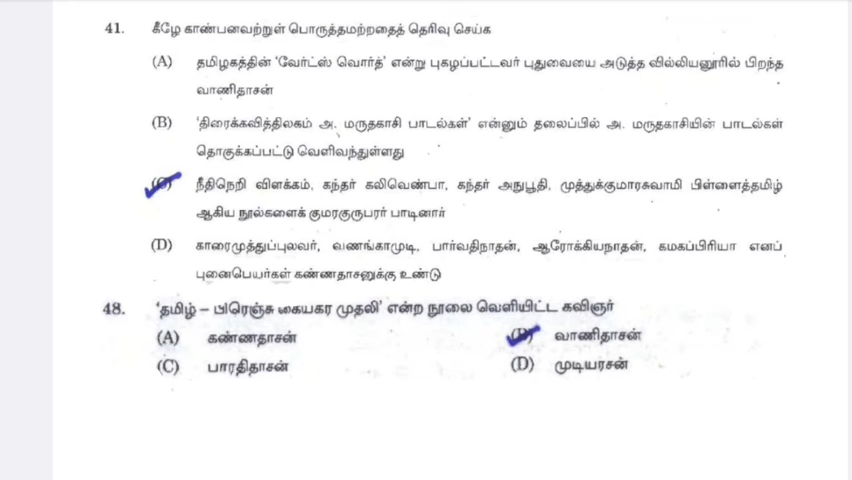 41. கீழே காண்பனவற்றுள் பொருத்தமற்றதைத் தெரிவு செய்க
(A) தமிழகத்தின் 'வேர்ட்ஸ் வொர்த்' என்று புகழப்பட்டவர் புதுவையை அடுத்த வில்லியனூரில் பிறந்த
வாணிதாசன்
(B) 'திரைக்கவித்திலகம் அ. மருதகாசி பாடல்கள்' என்னும் தலைப்பில் அ. மருதகாசியின் பாடல்கள்
தொகுக்கப்பட்டு வெளிவந்துள்ளது
(C) நீதிநெறி விளக்கம், கந்தர் கலிவெண்பா, கந்தர் அநுபூதி, முத்துக்குமாரசுவாமி பிள்ளைத்தமிழ்
ஆகிய நூல்களைக் குமரகுருபரர் பாடினார்
(D) காரைமுத்துப்புலவர், வணங்காமுடி, பார்வதிநாதன், ஆரோக்கியநாதன், கமகப்பிரியா எனப்
புனைபெயர்கள் கண்ணதாசனுக்கு உண்டு
48. 'தமிழ் – பிரெஞ்சு கையகர முதலி' என்ற நூலை வெளியிட்ட கவிஞர்
(A) கண்ணதாசன் (B) வாணிதாசன்
(C) பாரதிதாசன் (D) முடியரசன்